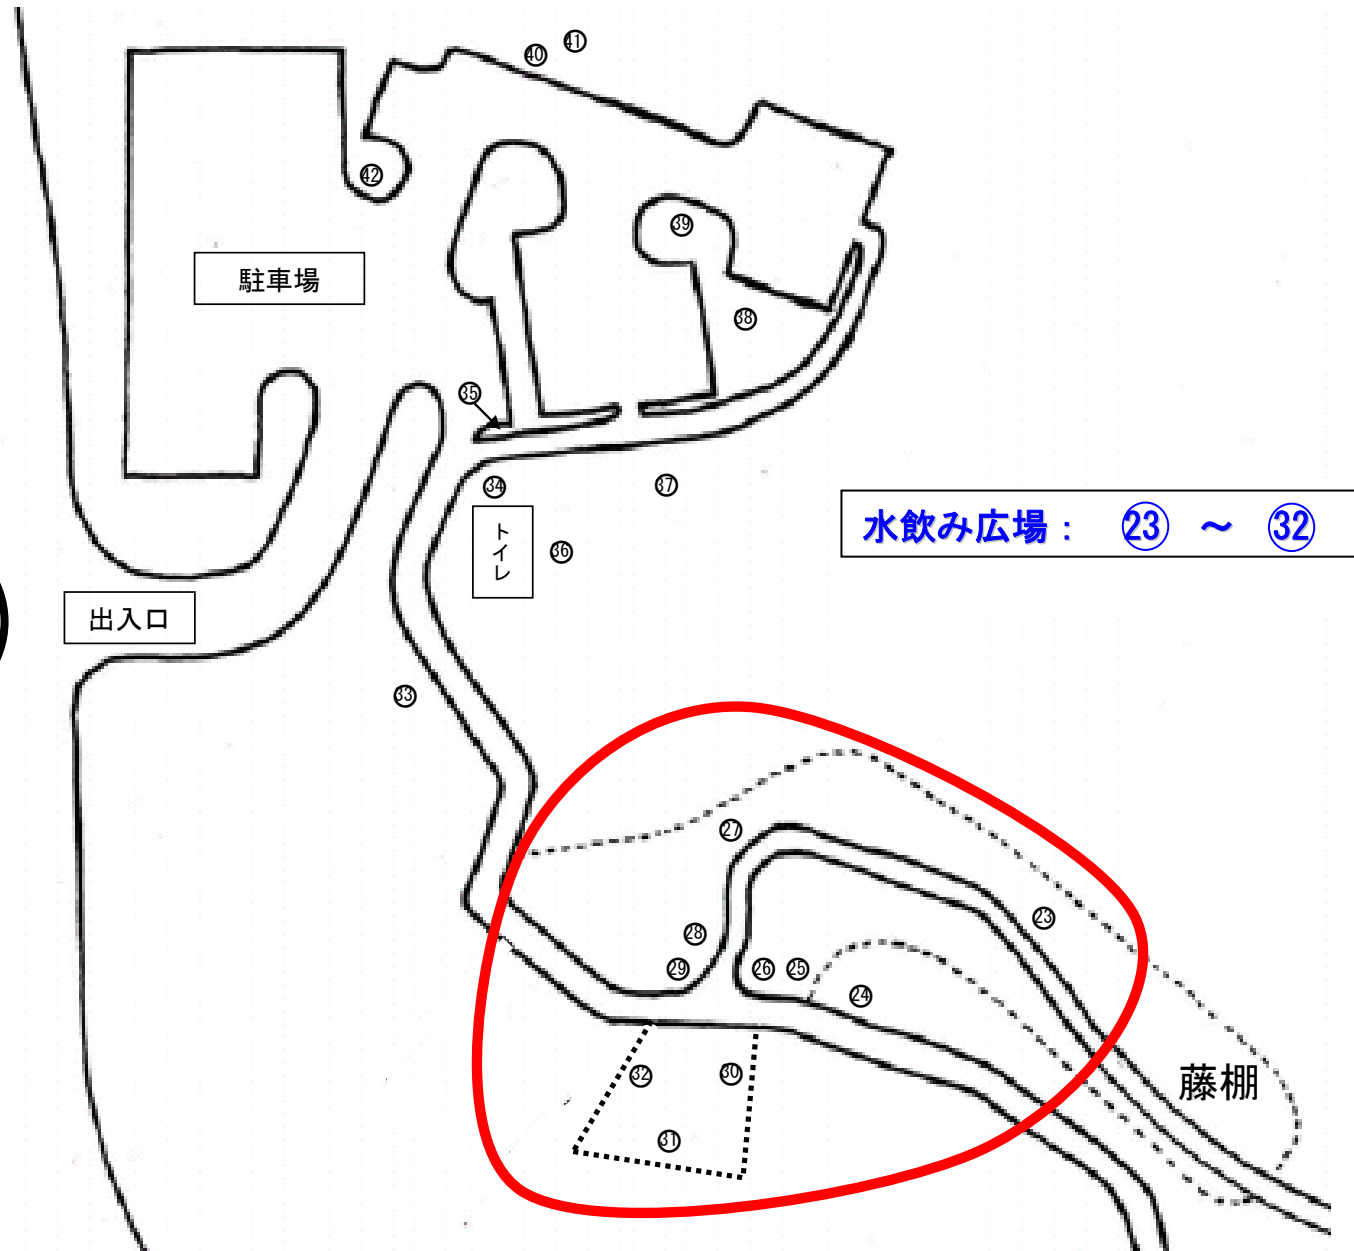 ㊵ ㊶
㊷
㊴
駐車場
㊳
㉟
㉞
㊲
トイレ
㊱
水飲み広場: ㉓ ~ ㉜
出入口
㉝
㉗
㉓
㉘
㉙ ㉖ ㉕
㉔
㉜ ㉚
藤棚
㉛